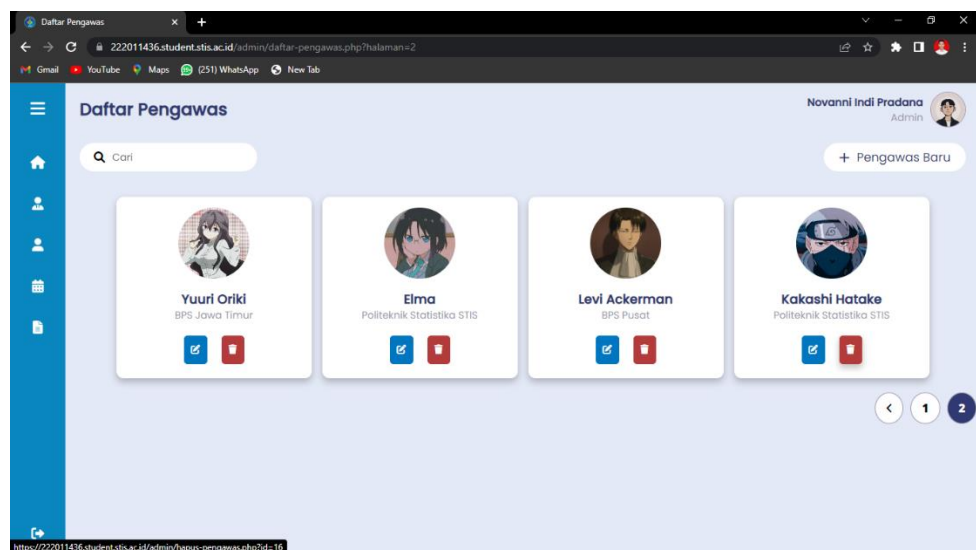 Daftar Pengawas
222011436.student.stis.ac.id/admin/daftar-pengawas.php?halaman=2
Gmail YouTube Maps (251) WhatsApp New Tab
Daftar Pengawas
Novanni Indi Pradana
Admin
Cari
+ Pengawas Baru
Yuuri Oriki
BPS Jawa Timur
Elma
Politeknik Statistika STIS
Levi Ackerman
BPS Pusat
Kakashi Hatake
Politeknik Statistika STIS
< 1 2
https://222011436.student.stis.ac.id/admin/hapus-pengawas.php?id=16